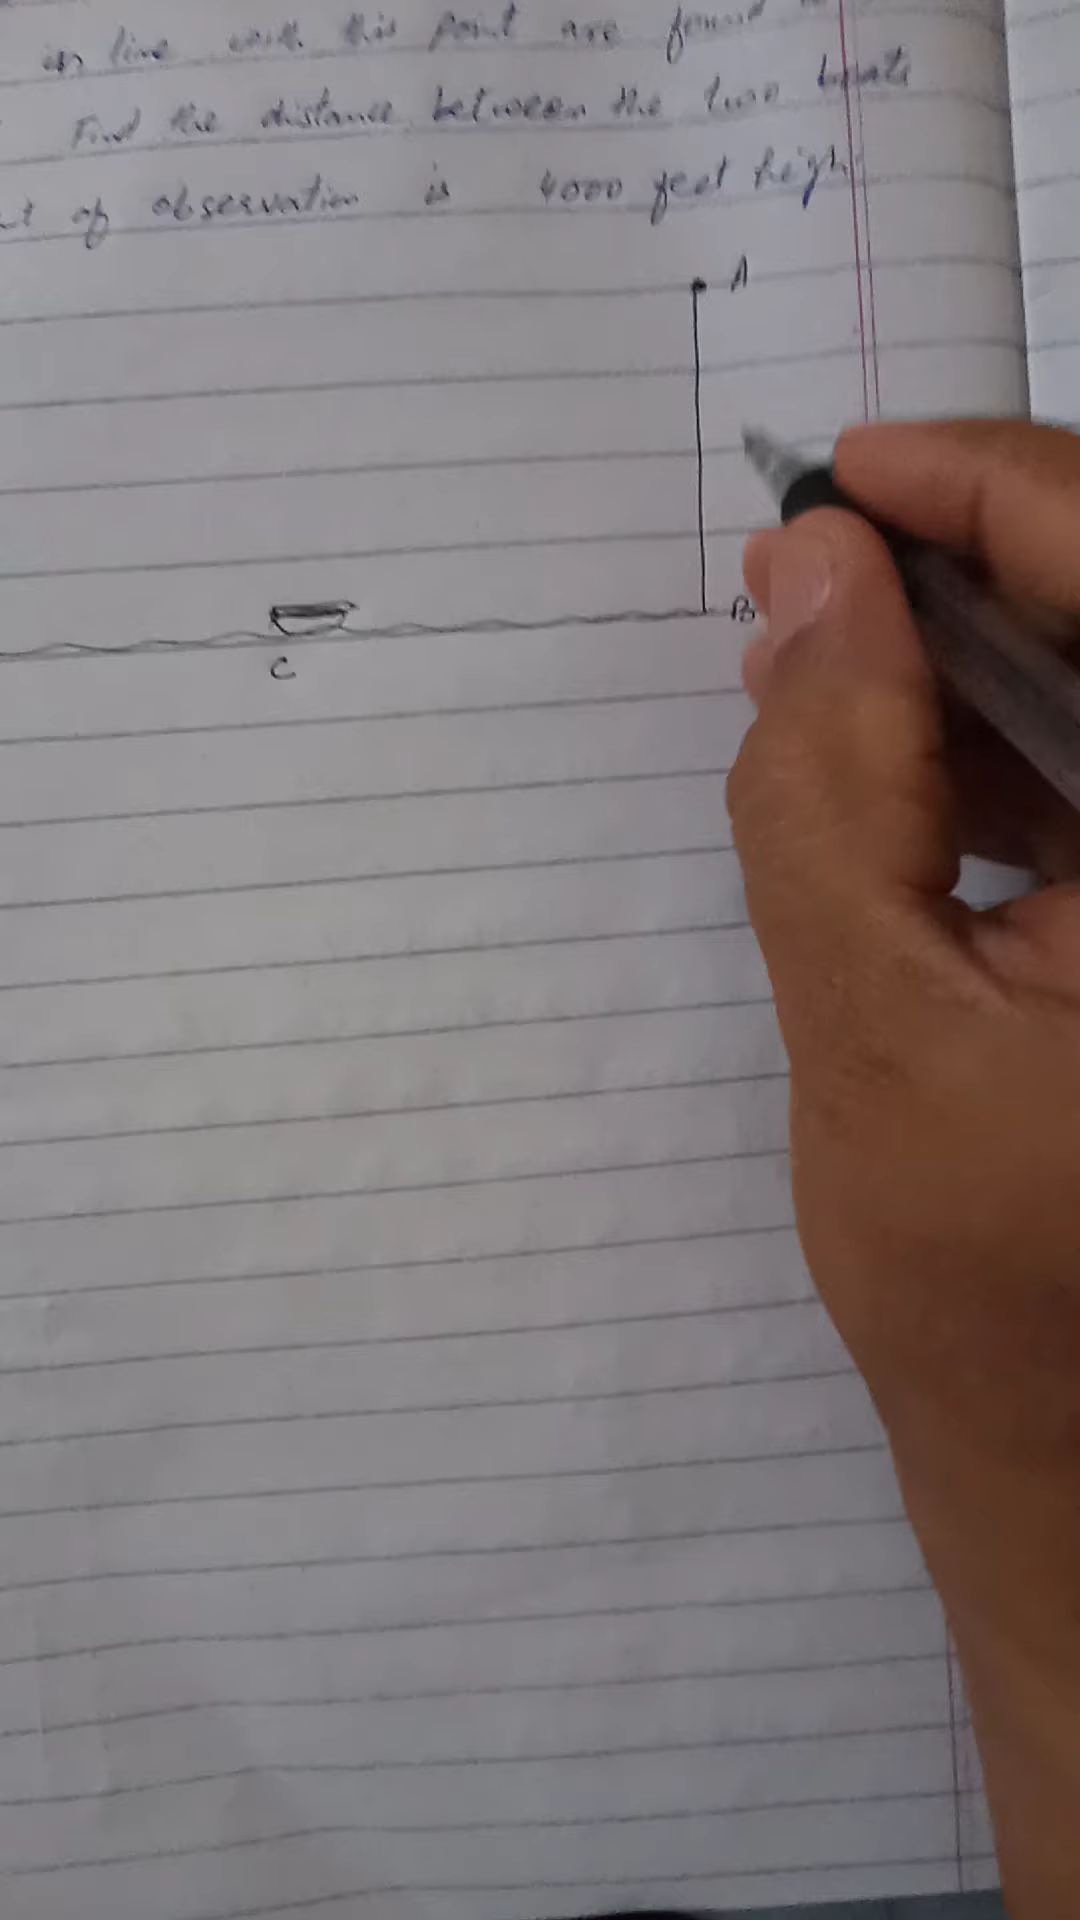 in line with this point are found
Find the distance between the two boats
of observation is 4000 feet high
A
B
C